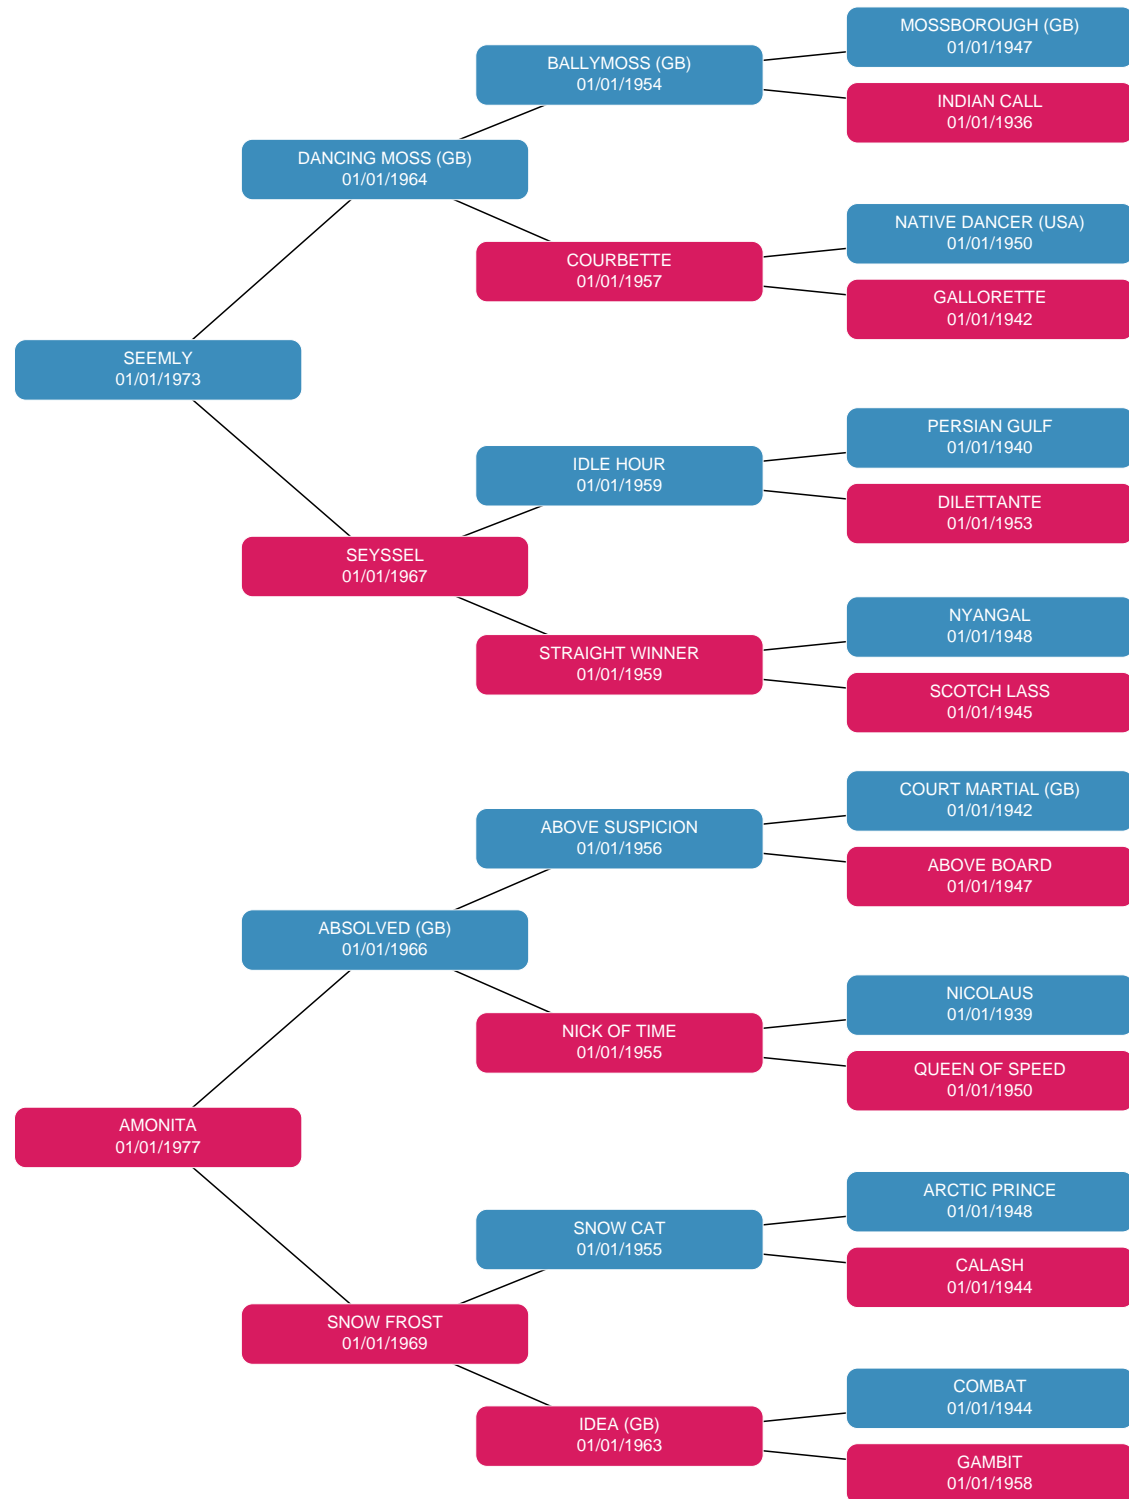 MOSSBOROUGH (GB)
01/01/1947
BALLYMOSS (GB)
01/01/1954
INDIAN CALL
01/01/1936
DANCING MOSS (GB)
01/01/1964
NATIVE DANCER (USA)
01/01/1950
COURBETTE
01/01/1957
GALLORETTE
01/01/1942
SEEMLY
01/01/1973
PERSIAN GULF
01/01/1940
IDLE HOUR
01/01/1959
DILETTANTE
01/01/1953
SEYSSEL
01/01/1967
NYANGAL
01/01/1948
STRAIGHT WINNER
01/01/1959
SCOTCH LASS
01/01/1945
COURT MARTIAL (GB)
01/01/1942
ABOVE SUSPICION
01/01/1956
ABOVE BOARD
01/01/1947
ABSOLVED (GB)
01/01/1966
NICOLAUS
01/01/1939
NICK OF TIME
01/01/1955
QUEEN OF SPEED
01/01/1950
AMONITA
01/01/1977
ARCTIC PRINCE
01/01/1948
SNOW CAT
01/01/1955
CALASH
01/01/1944
SNOW FROST
01/01/1969
COMBAT
01/01/1944
IDEA (GB)
01/01/1963
GAMBIT
01/01/1958